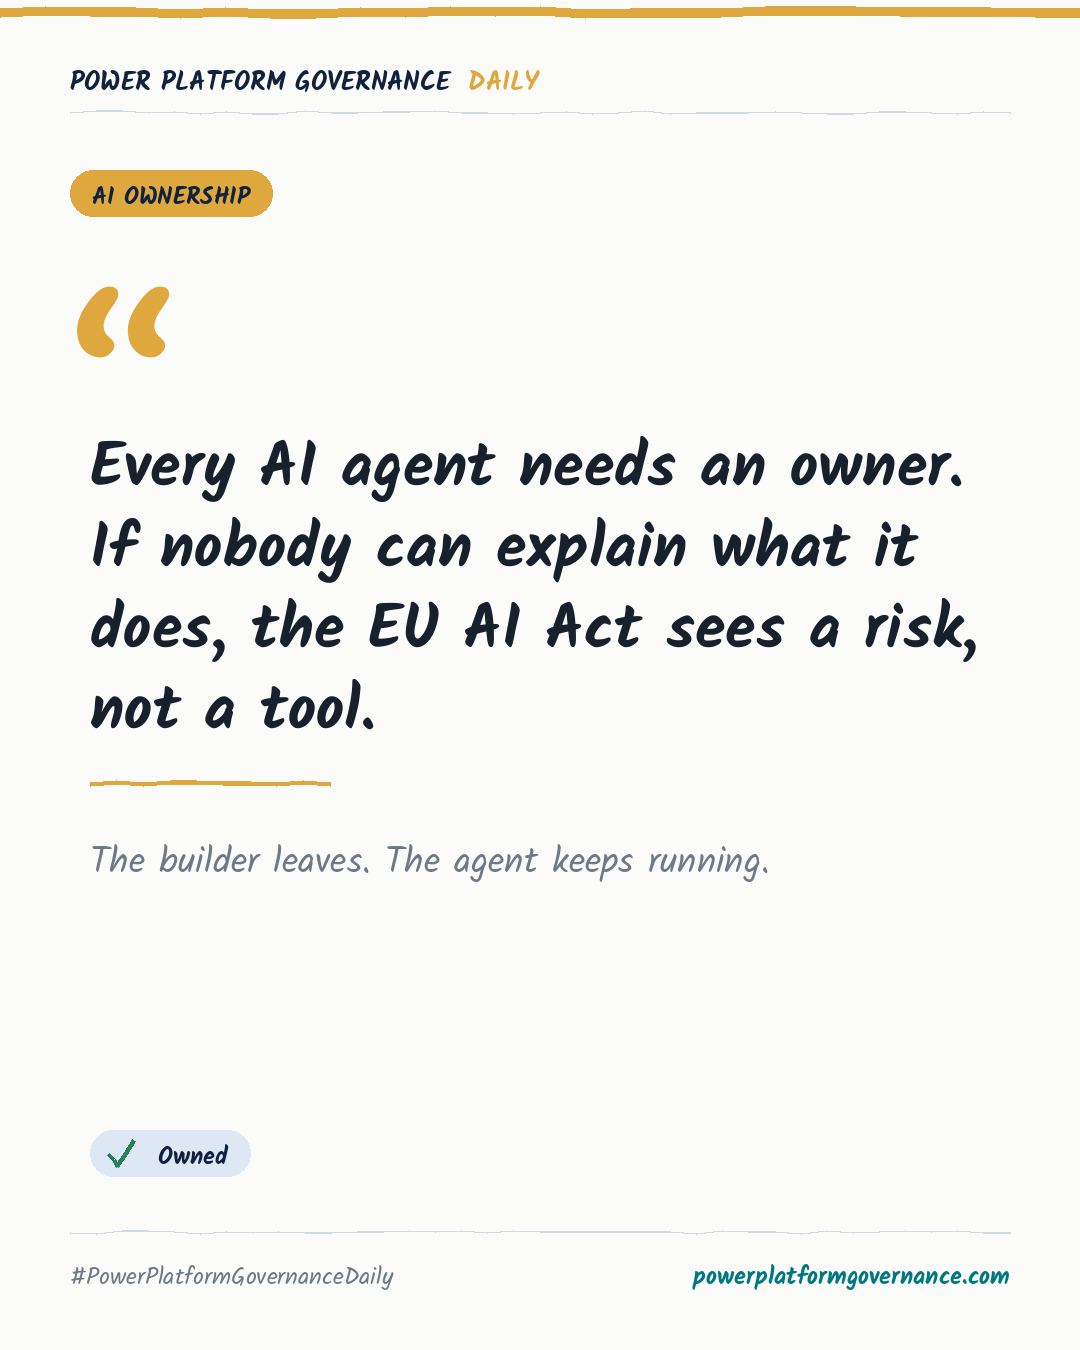 POWER PLATFORM GOVERNANCE DAILY
AI OWNERSHIP
“
Every AI agent needs an owner.
If nobody can explain what it
does, the EU AI Act sees a risk,
not a tool.
The builder leaves. The agent keeps running.
✓ Owned
#PowerPlatformGovernanceDaily
powerplatformgovernance.com